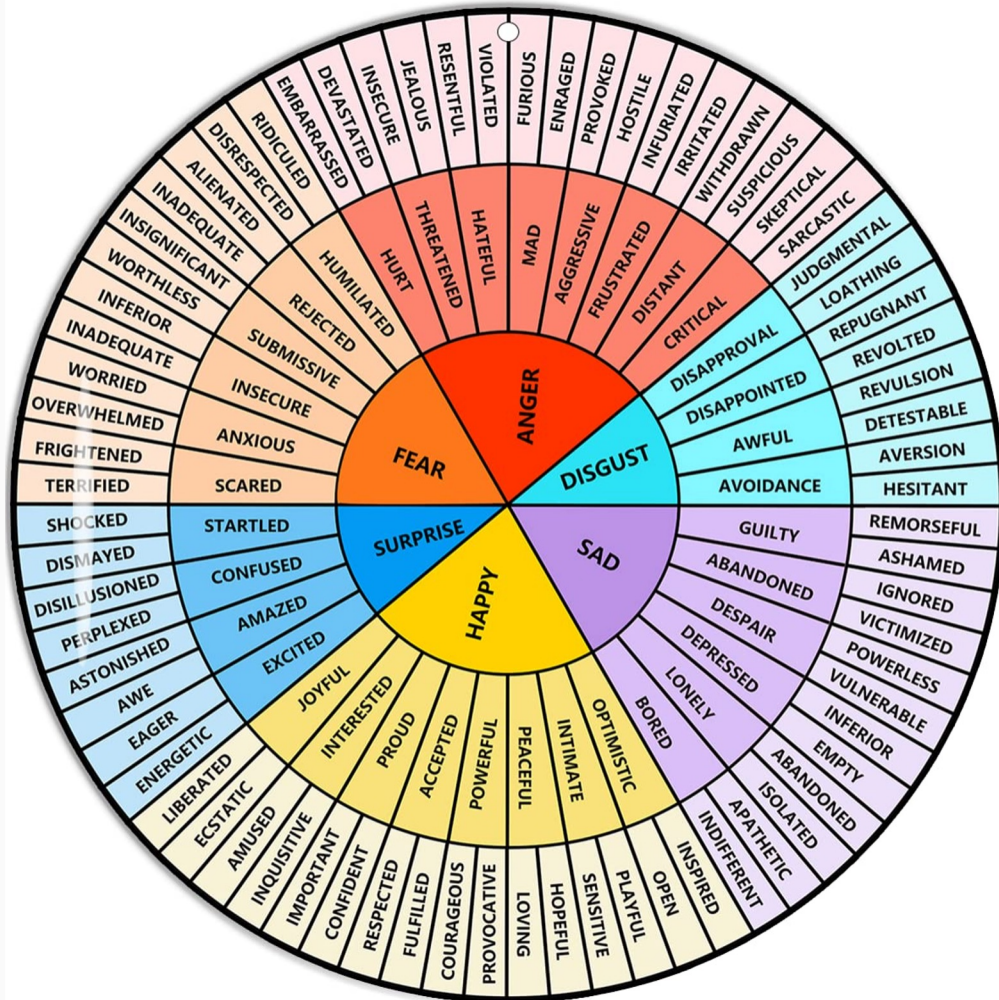 ANGER
DISGUST
SAD
HAPPY
SURPRISE
FEAR
MAD
AGGRESSIVE
FRUSTRATED
DISTANT
CRITICAL
DISAPPROVAL
DISAPPOINTED
AWFUL
AVOIDANCE
GUILTY
ABANDONED
DESPAIR
DEPRESSED
LONELY
BORED
OPTIMISTIC
INTIMATE
PEACEFUL
POWERFUL
ACCEPTED
PROUD
INTERESTED
JOYFUL
EXCITED
AMAZED
CONFUSED
STARTLED
SCARED
ANXIOUS
INSECURE
SUBMISSIVE
REJECTED
HUMILIATED
HURT
THREATENED
HATEFUL
FURIOUS
ENRAGED
PROVOKED
HOSTILE
INFURIATED
IRRITATED
WITHDRAWN
SUSPICIOUS
SKEPTICAL
SARCASTIC
JUDGMENTAL
LOATHING
REPUGNANT
REVOLTED
REVULSION
DETESTABLE
AVERSION
HESITANT
REMORSEFUL
ASHAMED
IGNORED
VICTIMIZED
POWERLESS
VULNERABLE
INFERIOR
EMPTY
ABANDONED
ISOLATED
APATHETIC
INDIFFERENT
INSPIRED
OPEN
PLAYFUL
SENSITIVE
HOPEFUL
LOVING
PROVOCATIVE
COURAGEOUS
FULFILLED
RESPECTED
CONFIDENT
IMPORTANT
INQUISITIVE
AMUSED
ECSTATIC
LIBERATED
ENERGETIC
EAGER
AWE
ASTONISHED
PERPLEXED
DISILLUSIONED
DISMAYED
SHOCKED
TERRIFIED
FRIGHTENED
OVERWHELMED
WORRIED
INADEQUATE
INFERIOR
WORTHLESS
INSIGNIFICANT
INADEQUATE
ALIENATED
DISRESPECTED
RIDICULED
EMBARRASSED
DEVASTATED
INSECURE
JEALOUS
RESENTFUL
VIOLATED